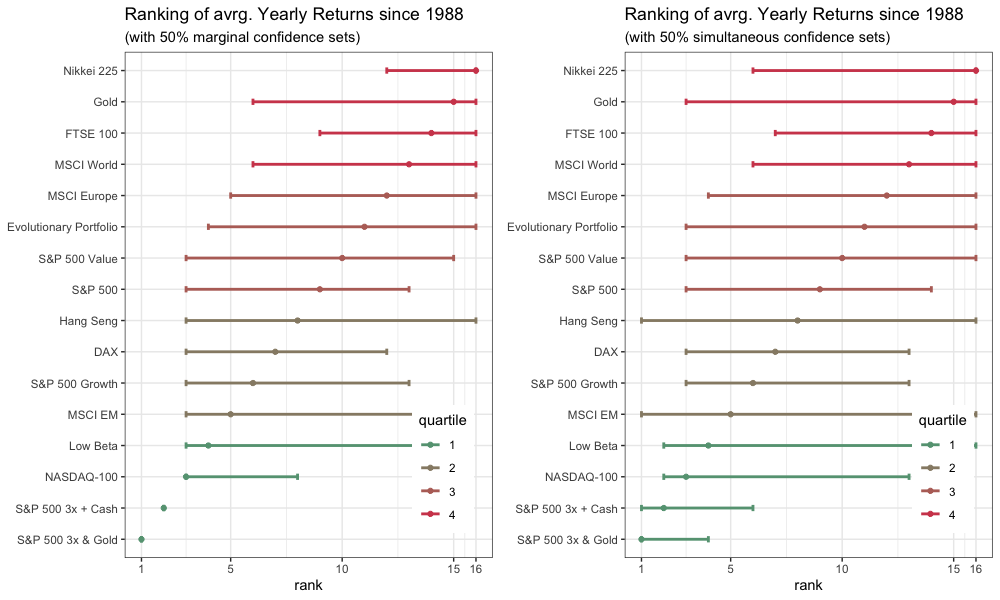 Ranking of avrg. Yearly Returns since 1988
(with 50% marginal confidence sets)
Nikkei 225
Gold
FTSE 100
MSCI World
MSCI Europe
Evolutionary Portfolio
S&P 500 Value
S&P 500
Hang Seng
DAX
S&P 500 Growth
MSCI EM
Low Beta
NASDAQ-100
S&P 500 3x + Cash
S&P 500 3x & Gold
quartile
1
2
3
4
1 5 10 15 16
rank
Ranking of avrg. Yearly Returns since 1988
(with 50% simultaneous confidence sets)
Nikkei 225
Gold
FTSE 100
MSCI World
MSCI Europe
Evolutionary Portfolio
S&P 500 Value
S&P 500
Hang Seng
DAX
S&P 500 Growth
MSCI EM
Low Beta
NASDAQ-100
S&P 500 3x + Cash
S&P 500 3x & Gold
quartile
1
2
3
4
1 5 10 15 16
rank